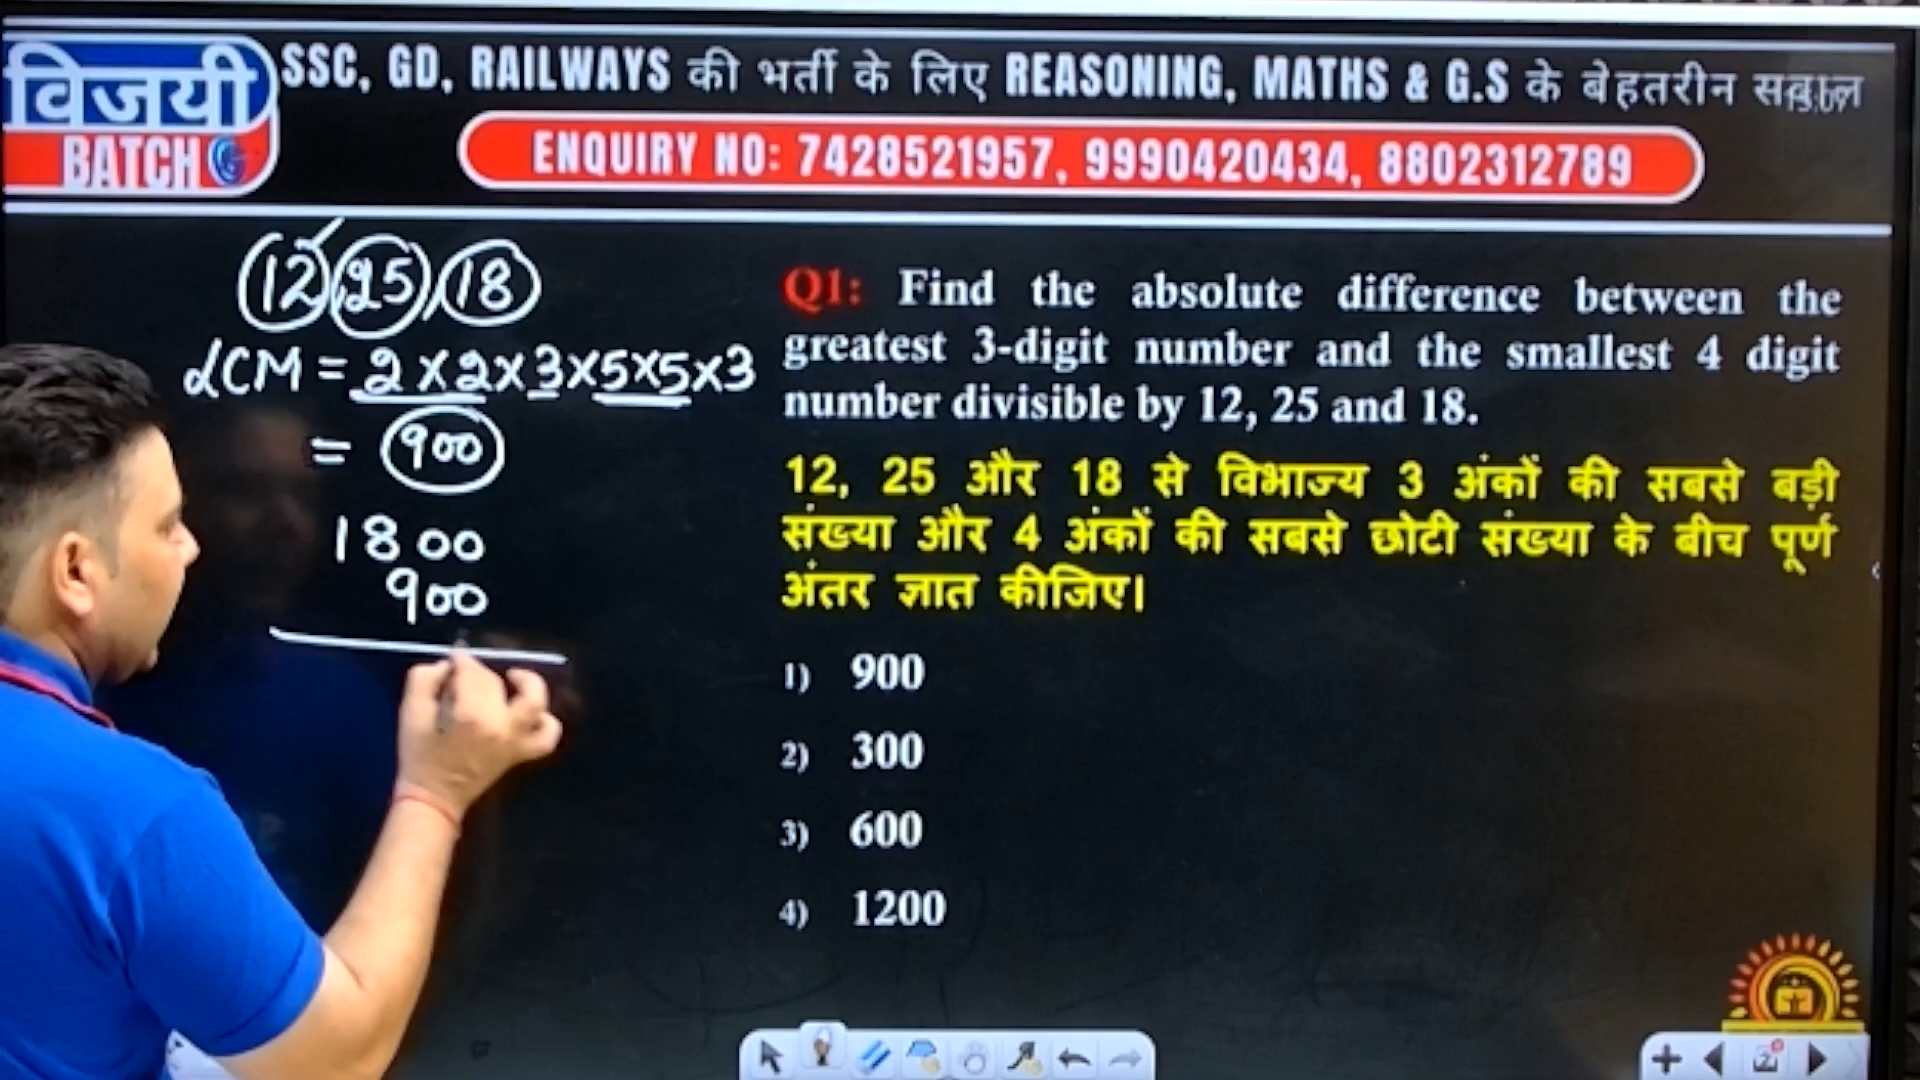 विजयी
BATCH
SSC, GD, RAILWAYS की भर्ती के लिए REASONING, MATHS & G.S के बेहतरीन
ENQUIRY NO: 7428521957, 9990420434, 8802312789
12, 25, 18
LCM = 2 × 2 × 3 × 5 × 5 × 3
= 900
1800
900
Q1: Find the absolute difference between the
greatest 3-digit number and the smallest 4 digit
number divisible by 12, 25 and 18.
12, 25 और 18 से विभाज्य 3 अंकों की सबसे बड़ी
संख्या और 4 अंकों की सबसे छोटी संख्या के बीच पूर्ण
अंतर ज्ञात कीजिए।
1) 900
2) 300
3) 600
4) 1200
2